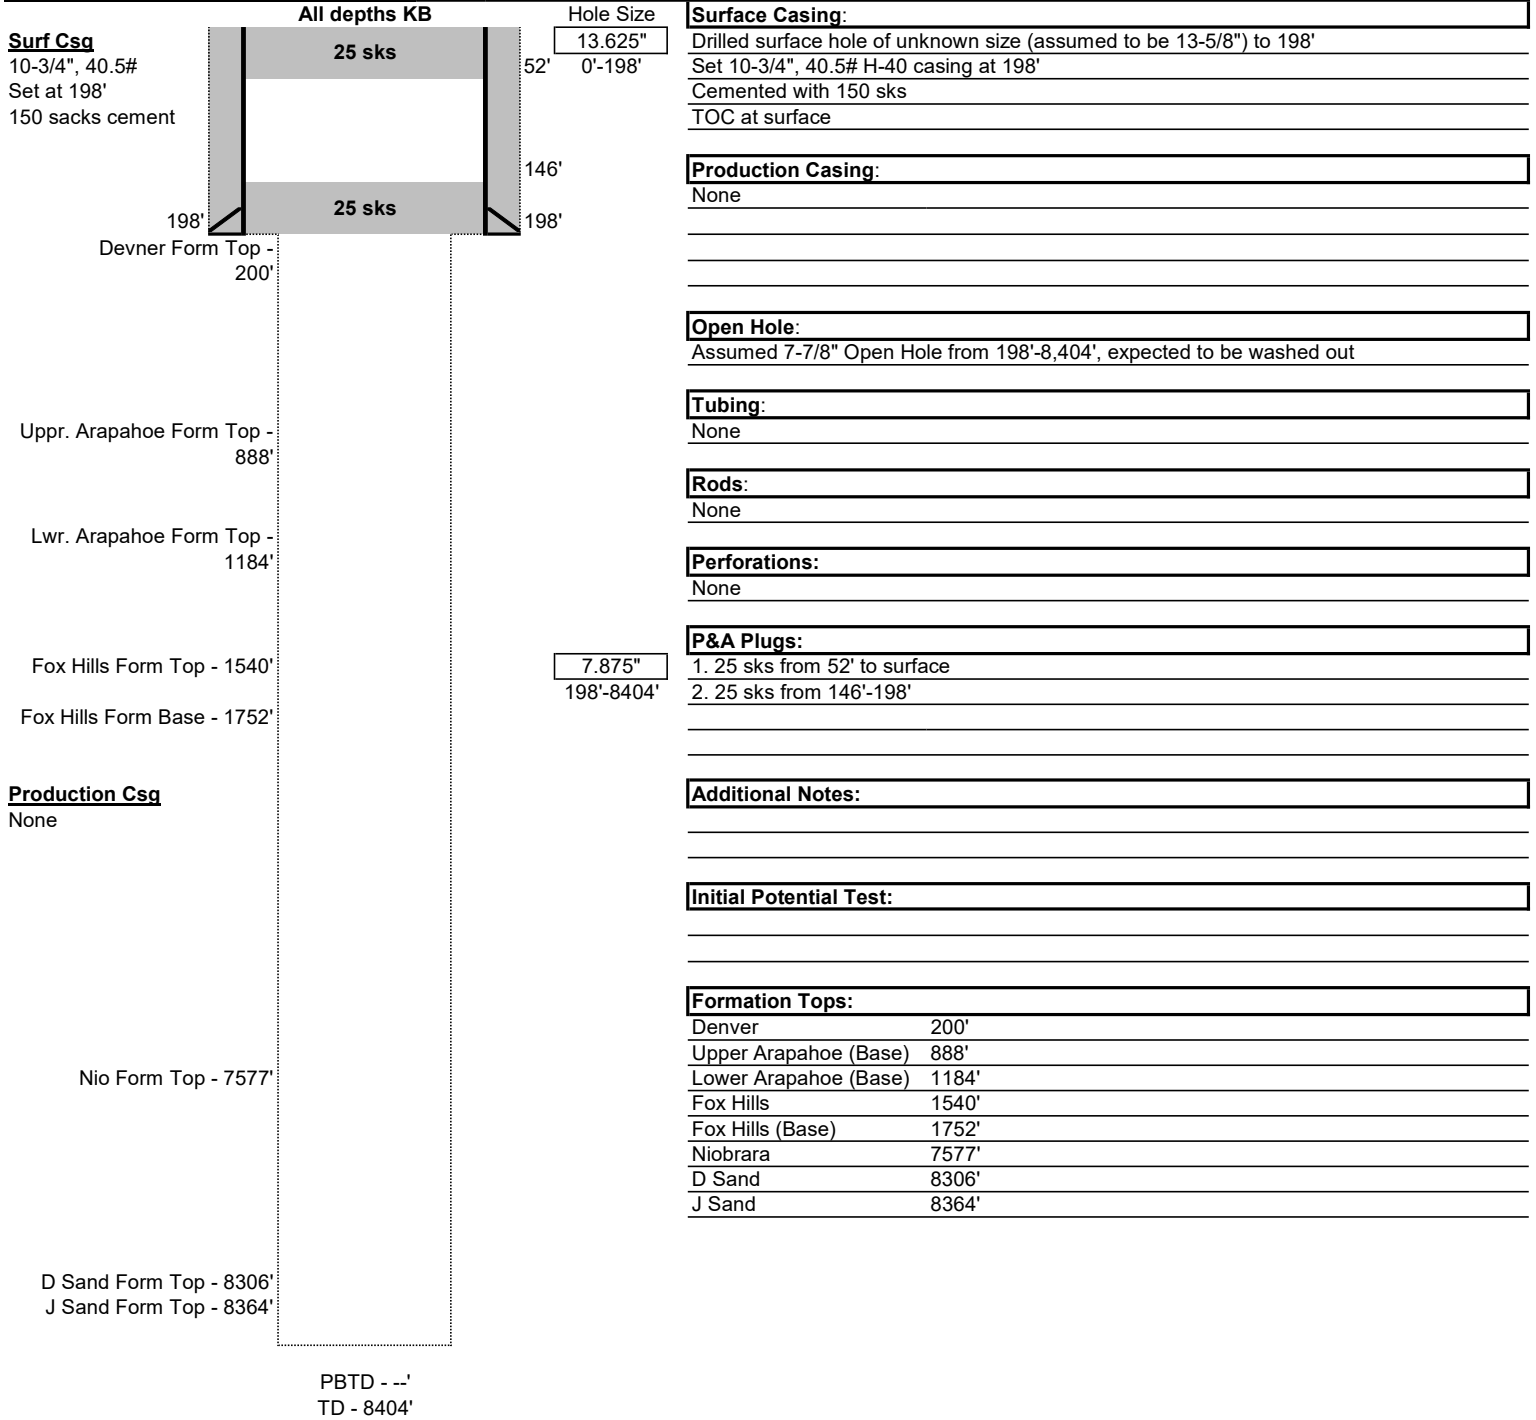 All depths KB
Hole Size
Surf Csg
10-3/4", 40.5#
Set at 198'
150 sacks cement
25 sks
52'
13.625"
0'-198'
146'
25 sks
198'
198'
Devner Form Top -
200'
Uppr. Arapahoe Form Top -
888'
Lwr. Arapahoe Form Top -
1184'
Fox Hills Form Top - 1540'
7.875"
198'-8404'
Fox Hills Form Base - 1752'
Production Csg
None
Nio Form Top - 7577'
D Sand Form Top - 8306'
J Sand Form Top - 8364'
PBTD - --'
TD - 8404'
Surface Casing:
Drilled surface hole of unknown size (assumed to be 13-5/8") to 198'
Set 10-3/4", 40.5# H-40 casing at 198'
Cemented with 150 sks
TOC at surface
Production Casing:
None
Open Hole:
Assumed 7-7/8" Open Hole from 198'-8,404', expected to be washed out
Tubing:
None
Rods:
None
Perforations:
None
P&A Plugs:
1. 25 sks from 52' to surface
2. 25 sks from 146'-198'
Additional Notes:
Initial Potential Test:
Formation Tops:
Denver 200'
Upper Arapahoe (Base) 888'
Lower Arapahoe (Base) 1184'
Fox Hills 1540'
Fox Hills (Base) 1752'
Niobrara 7577'
D Sand 8306'
J Sand 8364'